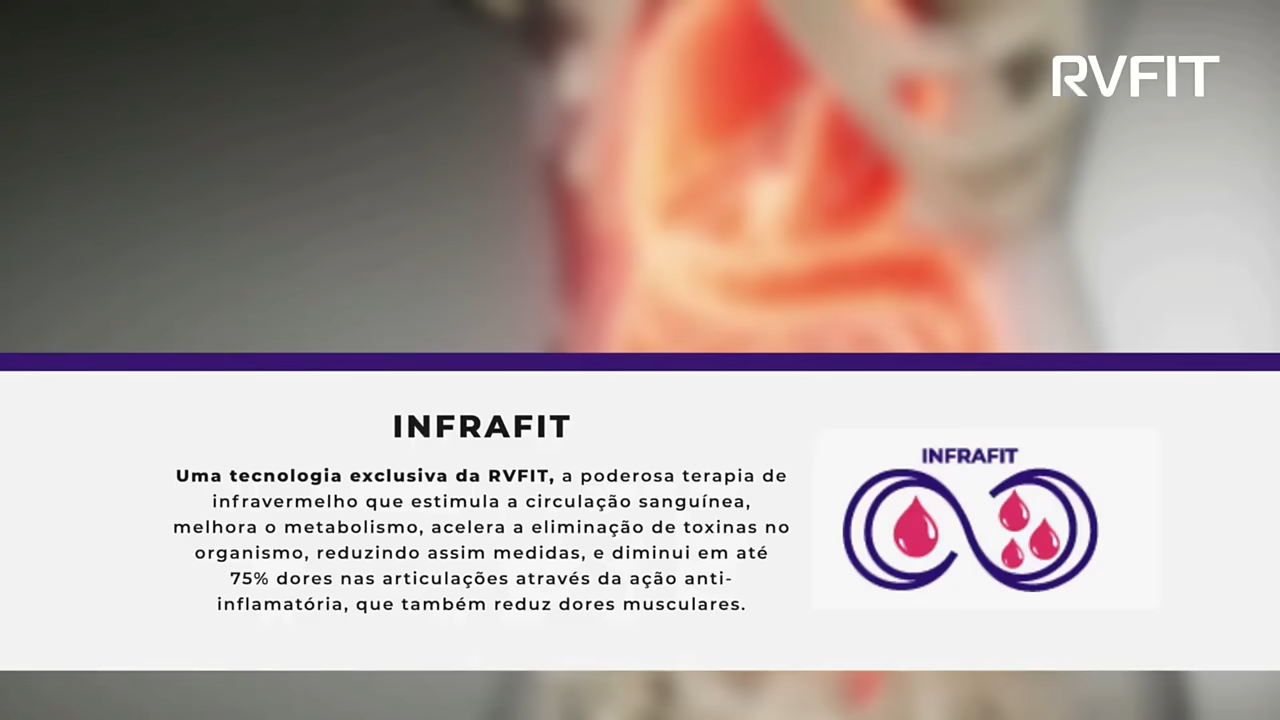 RVFIT
INFRAFIT
Uma tecnologia exclusiva da RVFIT, a poderosa terapia de
infravermelho que estimula a circulação sanguínea,
melhora o metabolismo, acelera a eliminação de toxinas no
organismo, reduzindo assim medidas, e diminui em até
75% dores nas articulações através da ação anti-
inflamatória, que também reduz dores musculares.
INFRAFIT